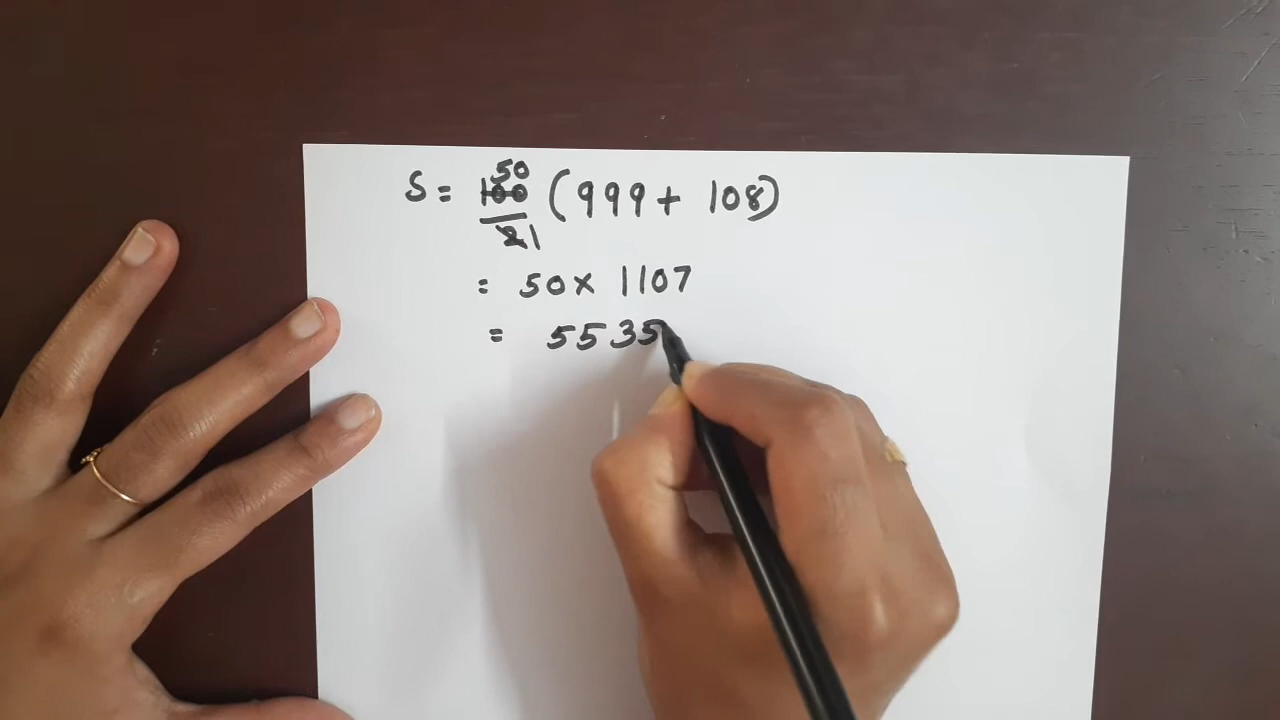 50
S = 100/21 (999 + 108)
= 50 × 1107
= 5535